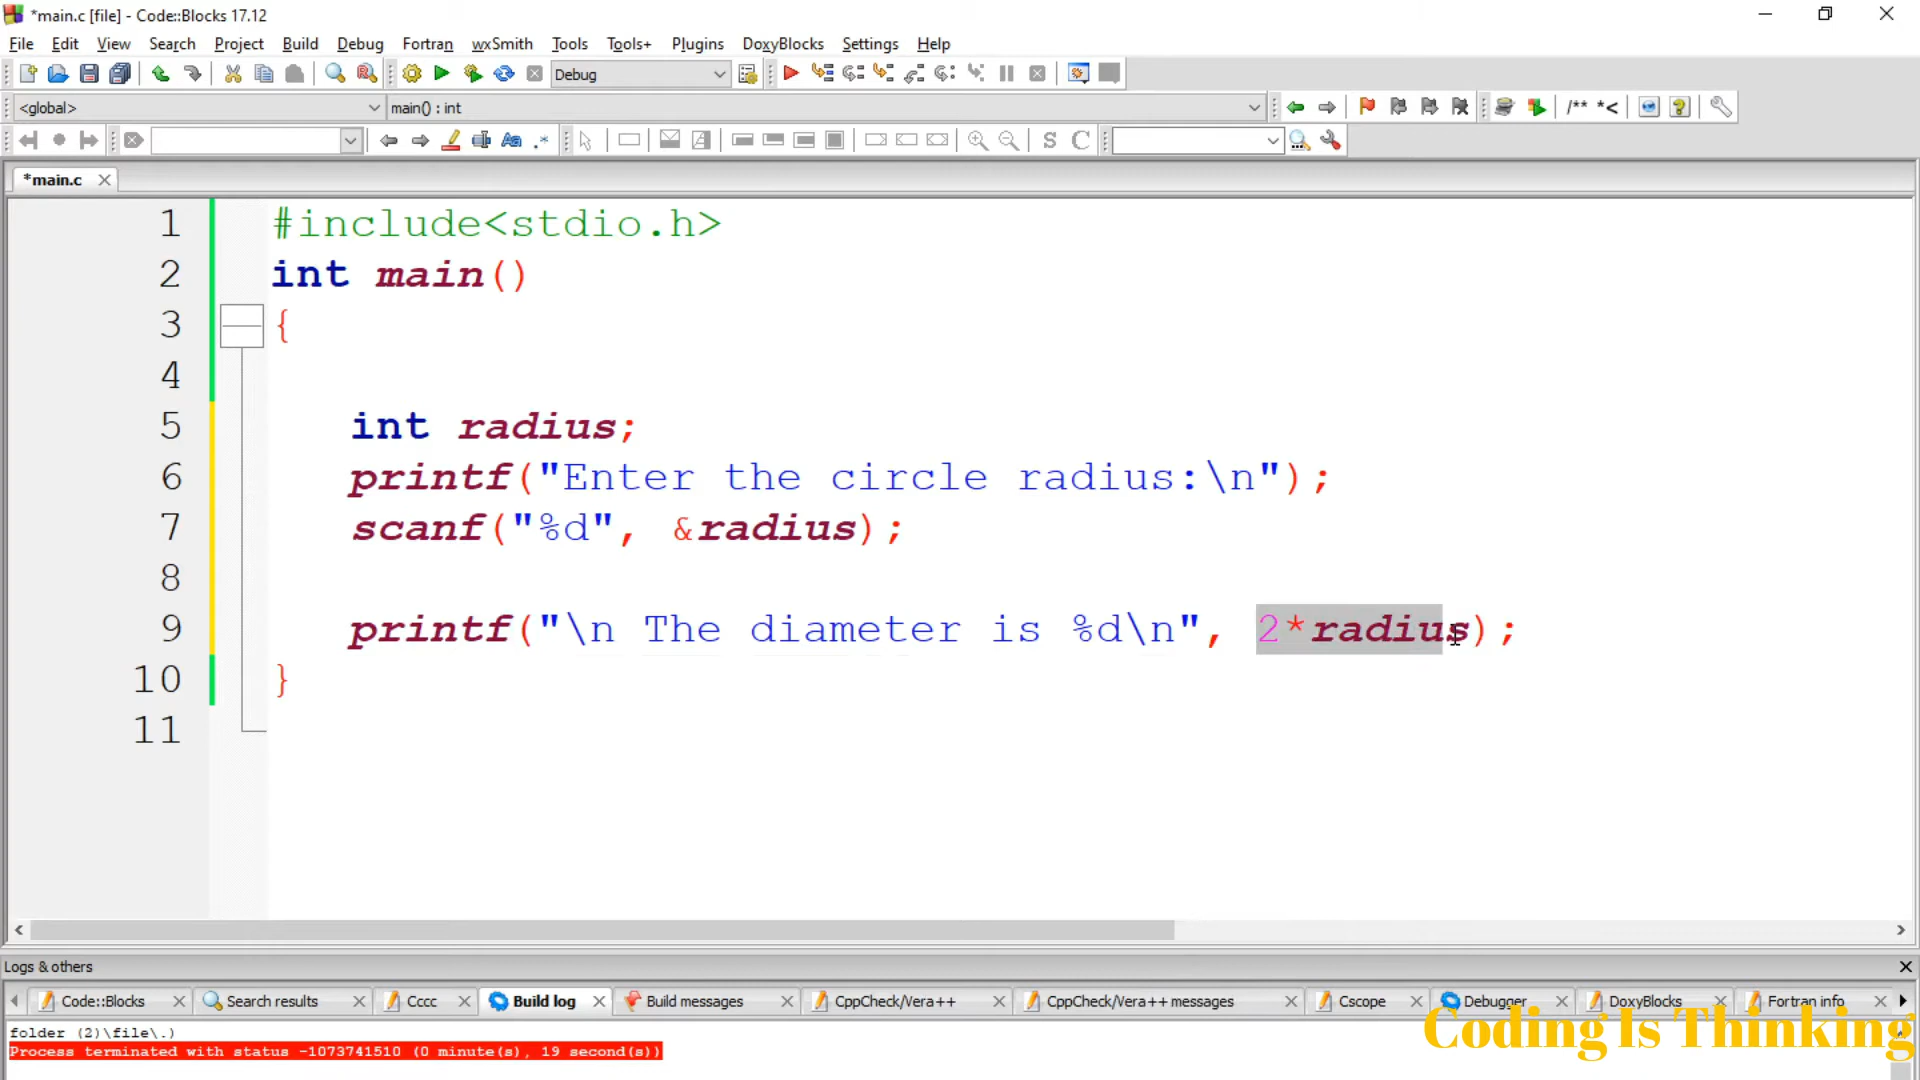 *main.c [file] - Code::Blocks 17.12
File Edit View Search Project Build Debug Fortran wxSmith Tools Tools+ Plugins DoxyBlocks Settings Help
Debug
<global> main() : int /** *<
Aa .* S C
*main.c
1 #include<stdio.h>
2 int main()
3 {
4
5 int radius;
6 printf("Enter the circle radius:\n");
7 scanf("%d", &radius);
8
9 printf("\n The diameter is %d\n", 2*radius);
10 }
11
Logs & others
Code::Blocks Search results Cccc Build log Build messages CppCheck/Vera++ CppCheck/Vera++ messages Cscope Debugger DoxyBlocks Fortran info
folder (2)\file\.)
Process terminated with status -1073741510 (0 minute(s), 19 second(s))
Coding Is Thinking